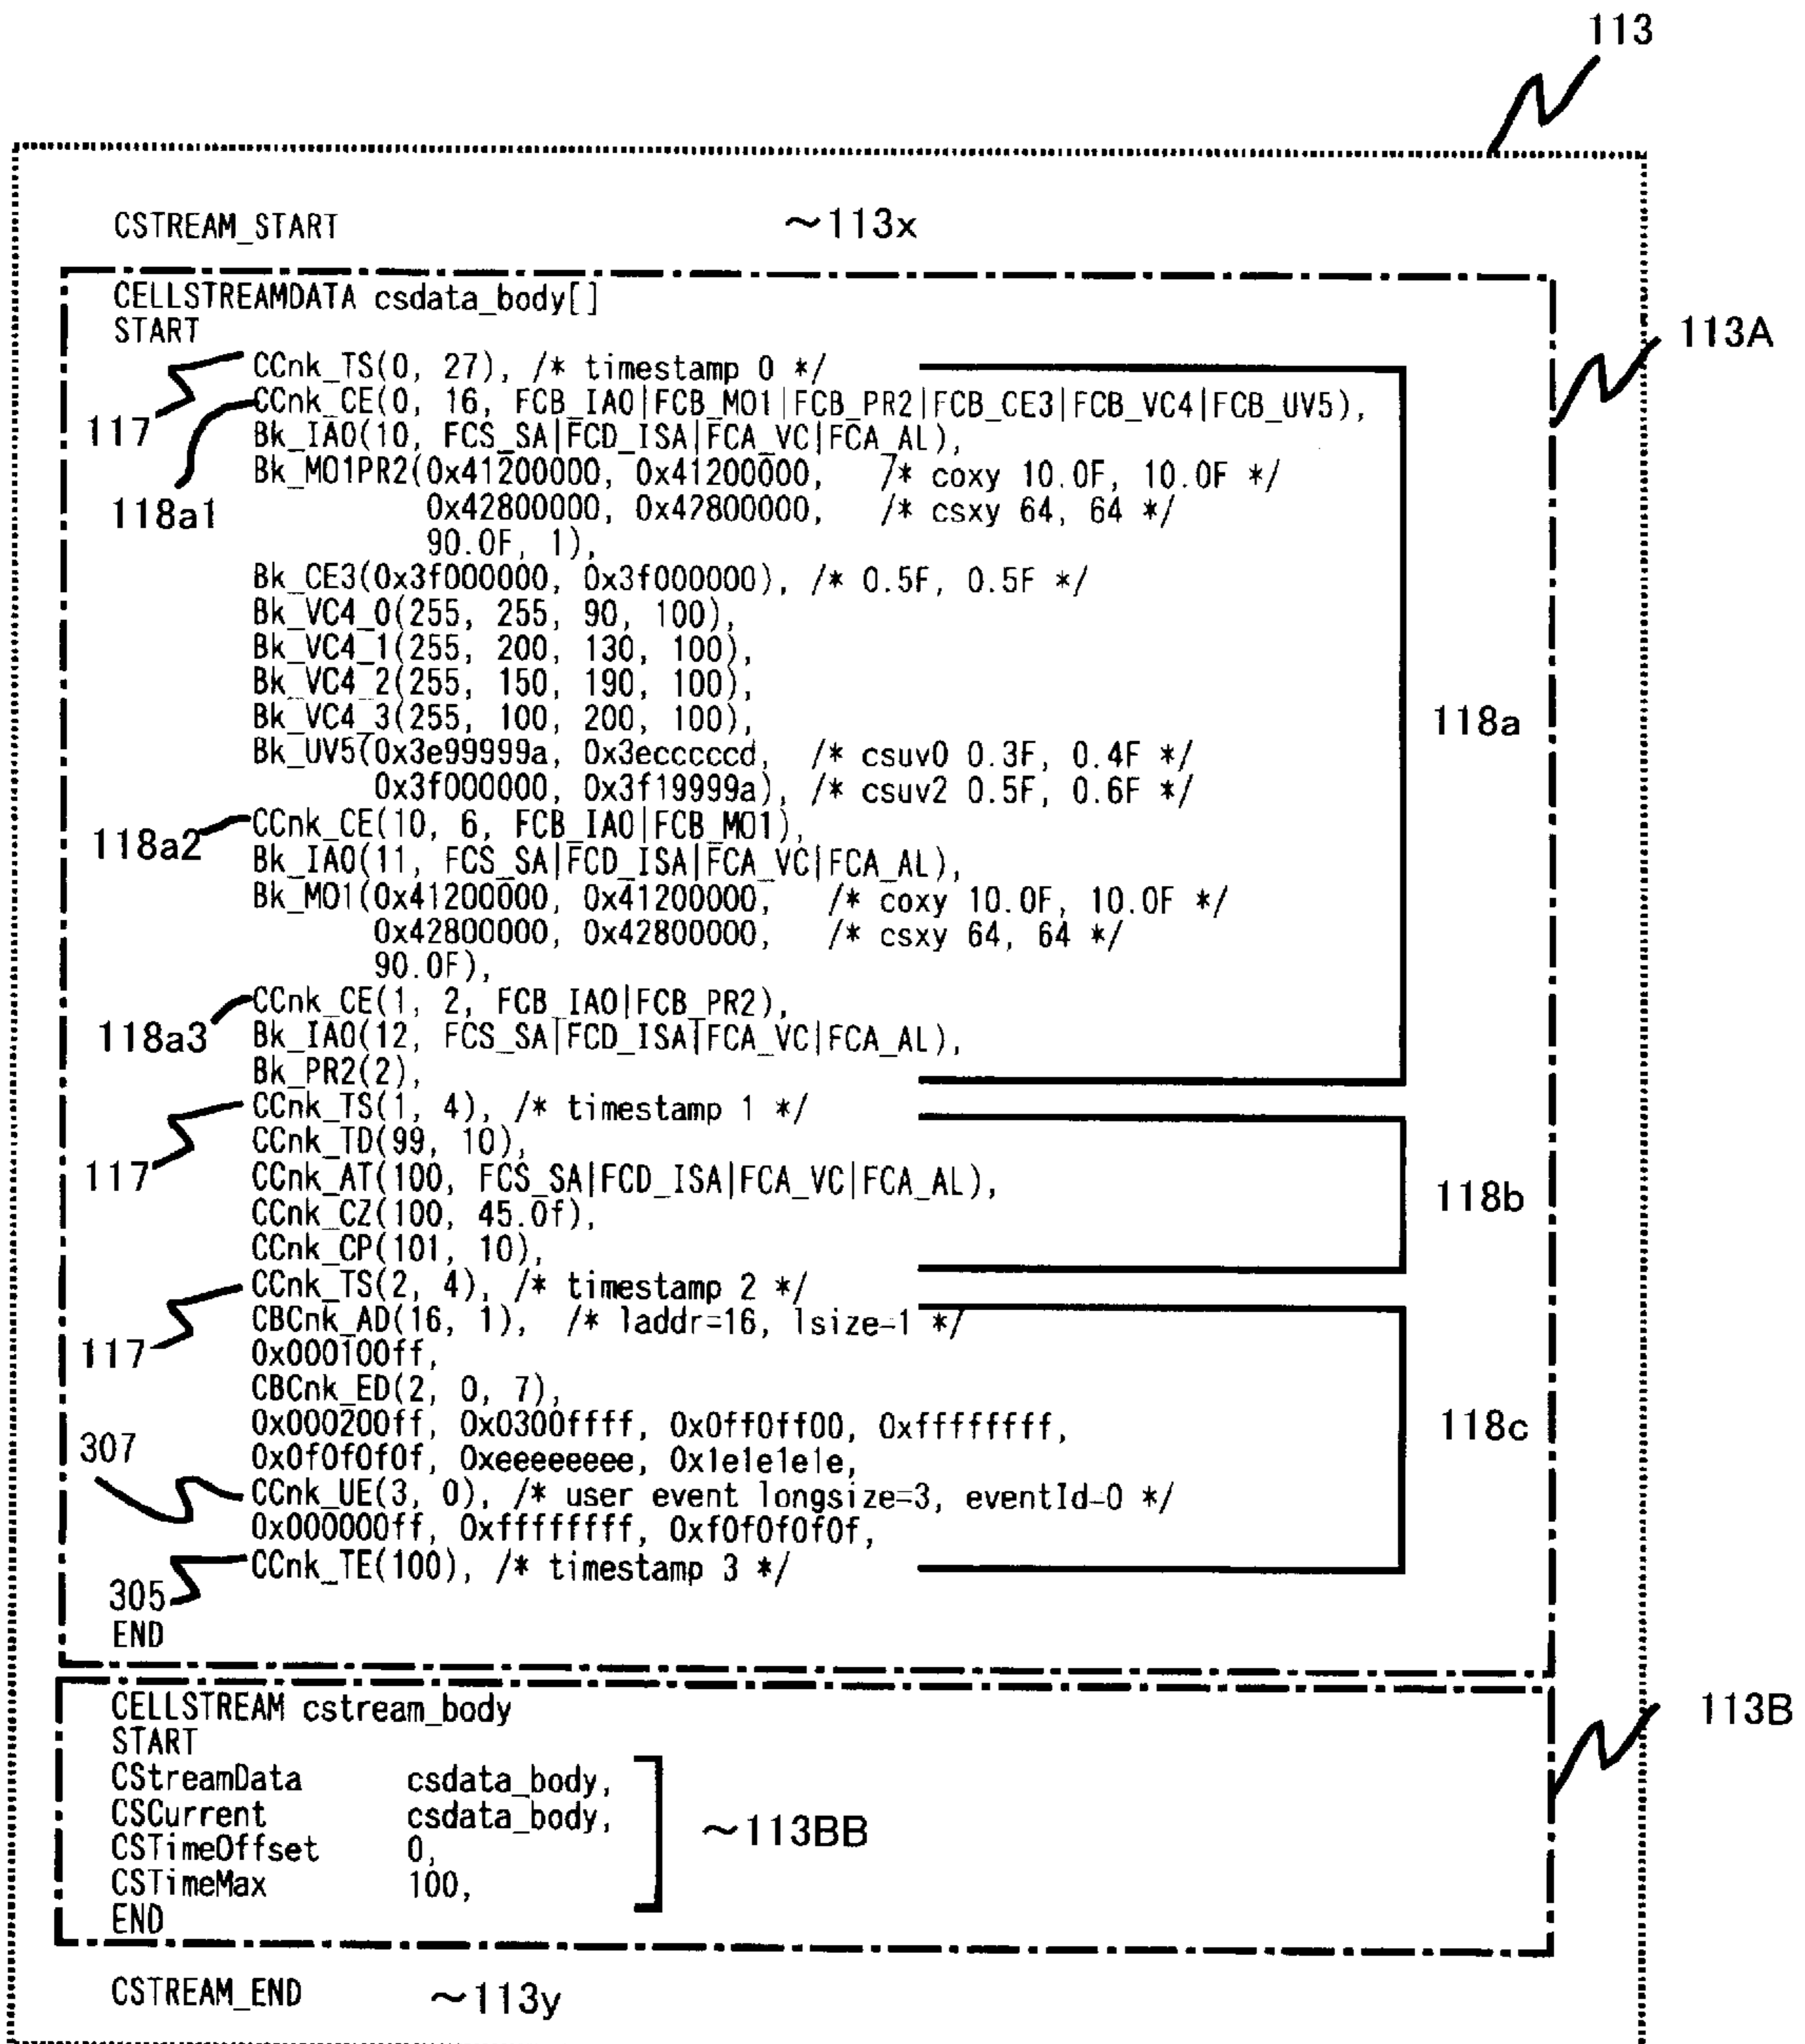 113
CSTREAM_START ~113x
CELLSTREAMDATA csdata_body[]
START
113A
CCnk_TS(0, 27), /* timestamp 0 */
117
CCnk_CE(0, 16, FCB_IA0|FCB_MO1|FCB_PR2|FCB_CE3|FCB_VC4|FCB_UV5),
118a1
Bk_IA0(10, FCS_SA|FCD_ISA|FCA_VC|FCA_AL),
Bk_MO1PR2(0x41200000, 0x41200000, /* coxy 10.0F, 10.0F */
0x42800000, 0x42800000, /* csxy 64, 64 */
90.0F, 1),
Bk_CE3(0x3f000000, 0x3f000000), /* 0.5F, 0.5F */
Bk_VC4_0(255, 255, 90, 100),
Bk_VC4_1(255, 200, 130, 100),
Bk_VC4_2(255, 150, 190, 100),
Bk_VC4_3(255, 100, 200, 100),
118a
Bk_UV5(0x3e99999a, 0x3ecccccd, /* csuv0 0.3F, 0.4F */
0x3f000000, 0x3f19999a), /* csuv2 0.5F, 0.6F */
118a2
CCnk_CE(10, 6, FCB_IA0|FCB_MO1),
Bk_IA0(11, FCS_SA|FCD_ISA|FCA_VC|FCA_AL),
Bk_MO1(0x41200000, 0x41200000, /* coxy 10.0F, 10.0F */
0x42800000, 0x42800000, /* csxy 64, 64 */
90.0F),
118a3
CCnk_CE(1, 2, FCB_IA0|FCB_PR2),
Bk_IA0(12, FCS_SA|FCD_ISA|FCA_VC|FCA_AL),
Bk_PR2(2),
CCnk_TS(1, 4), /* timestamp 1 */
117
CCnk_TD(99, 10),
CCnk_AT(100, FCS_SA|FCD_ISA|FCA_VC|FCA_AL),
118b
CCnk_CZ(100, 45.0f),
CCnk_CP(101, 10),
CCnk_TS(2, 4), /* timestamp 2 */
117
CBCnk_AD(16, 1), /* laddr=16, lsize=1 */
0x000100ff,
CBCnk_ED(2, 0, 7),
0x000200ff, 0x0300ffff, 0x0ff0ff00, 0xffffffff,
118c
0x0f0f0f0f, 0xeeeeeeee, 0x1e1e1e1e,
307
CCnk_UE(3, 0), /* user event longsize=3, eventId=0 */
0x000000ff, 0xffffffff, 0xf0f0f0f0f,
305
CCnk_TE(100), /* timestamp 3 */
END
CELLSTREAM cstream_body
START
113B
CStreamData csdata_body,
CSCurrent csdata_body,
~113BB
CSTimeOffset 0,
CSTimeMax 100,
END
CSTREAM_END ~113y